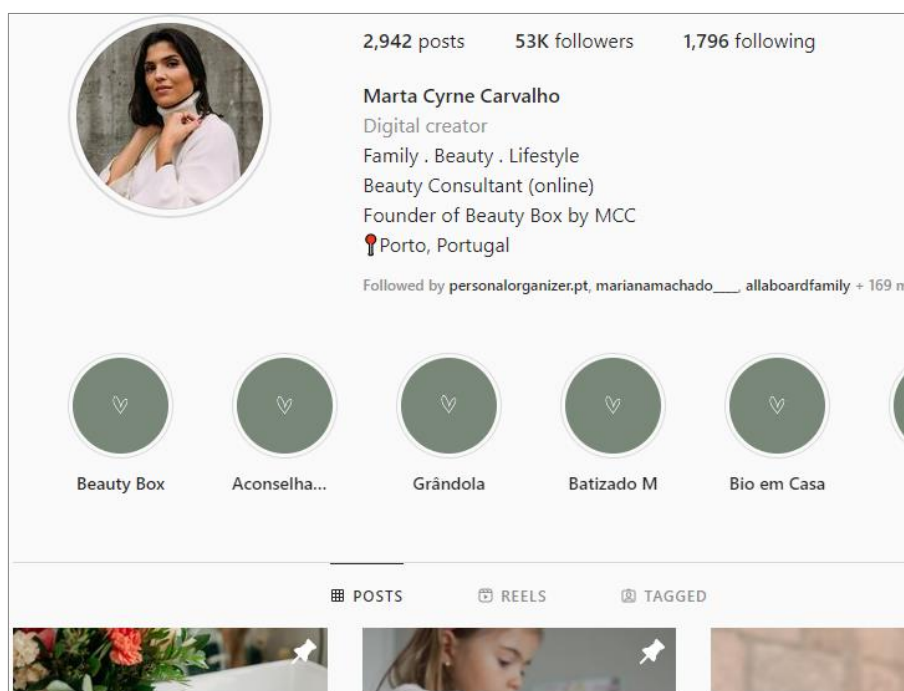 2,942 posts 53K followers 1,796 following
Marta Cyrne Carvalho
Digital creator
Family . Beauty . Lifestyle
Beauty Consultant (online)
Founder of Beauty Box by MCC
Porto, Portugal
Followed by personalorganizer.pt, marianamachado____, allaboardfamily + 169 m
Beauty Box Aconselha... Grândola Batizado M Bio em Casa
POSTS REELS TAGGED